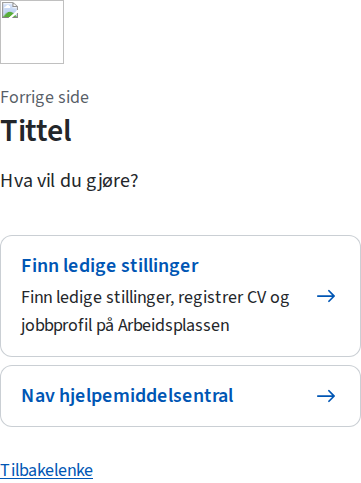 Forrige side
Tittel
Hva vil du gjøre?
Finn ledige stillinger
Finn ledige stillinger, registrer CV og
jobbprofil på Arbeidsplassen
Nav hjelpemiddelsentral
Tilbakelenke